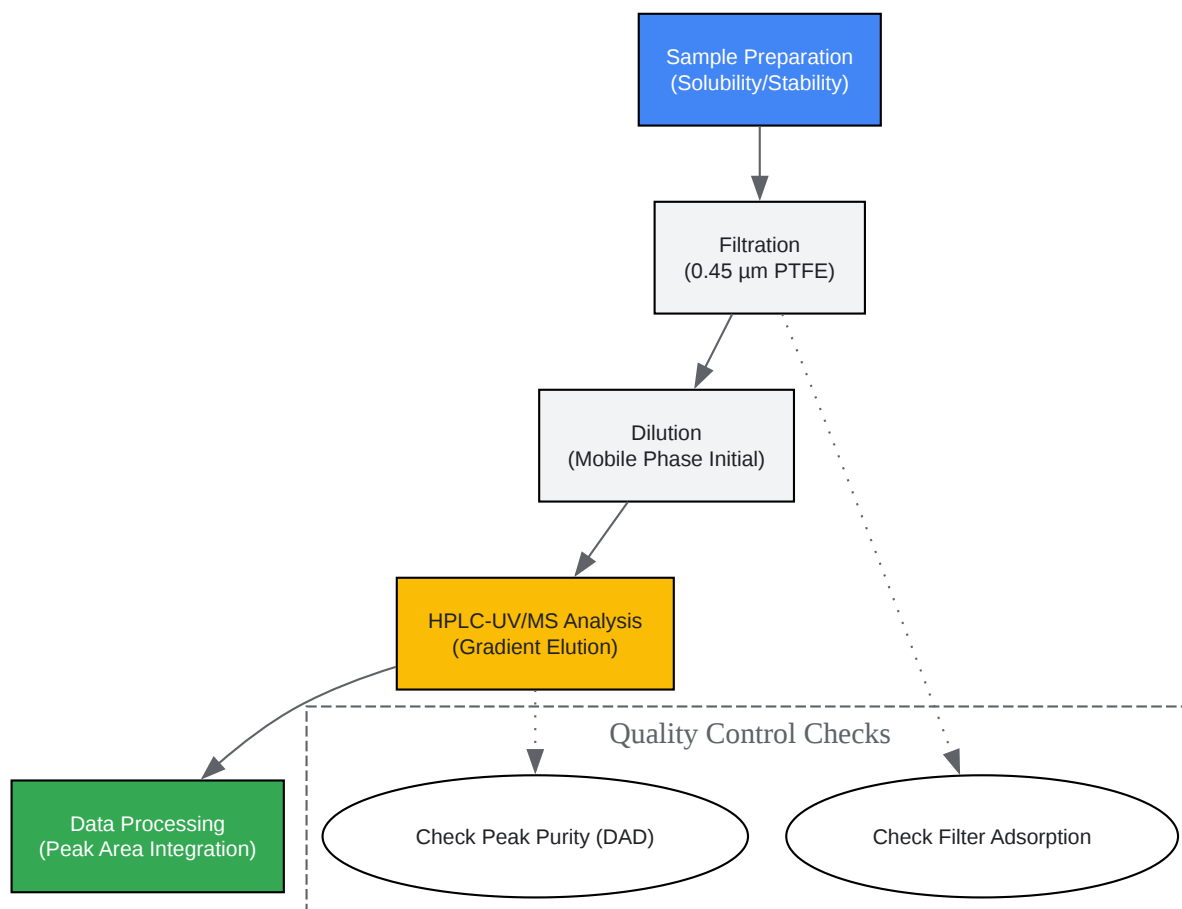 Sample Preparation
(Solubility/Stability)
Filtration
(0.45 µm PTFE)
Dilution
(Mobile Phase Initial)
HPLC-UV/MS Analysis
(Gradient Elution)
Quality Control Checks
Data Processing
(Peak Area Integration)
Check Peak Purity (DAD)
Check Filter Adsorption